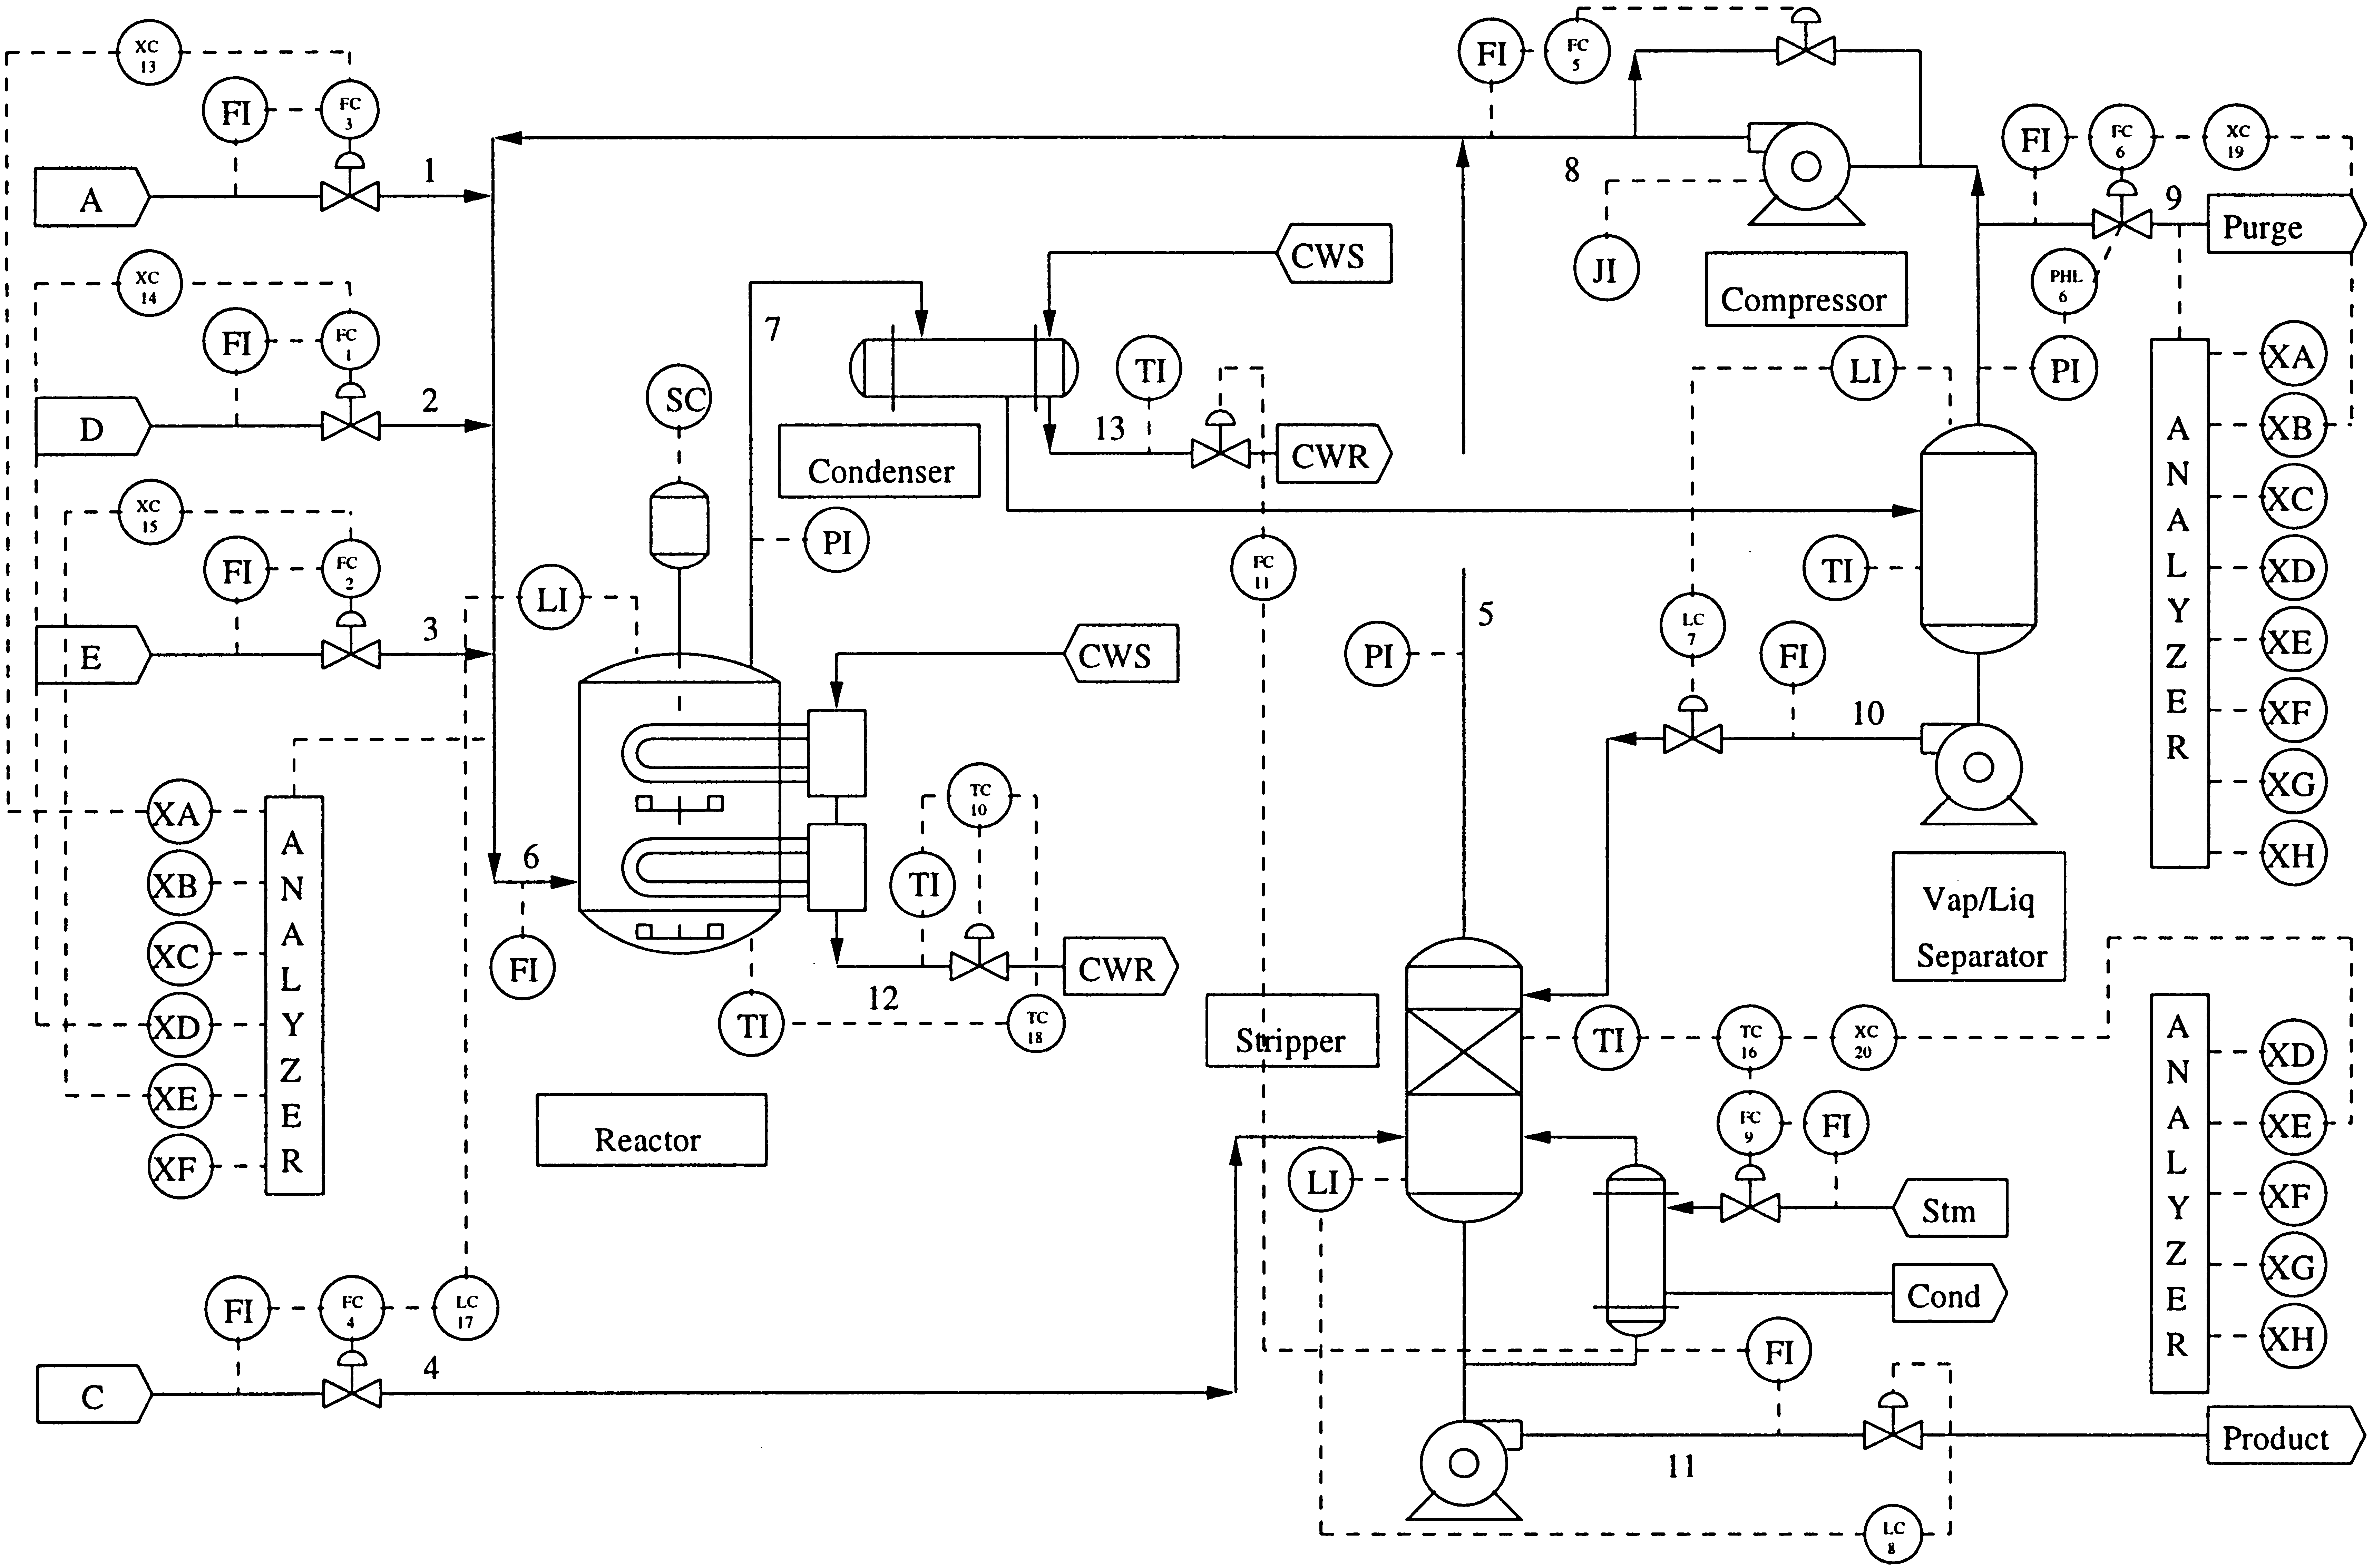 XC
13
FI
FC
3
A
1
XC
14
FI
FC
D
2
XC
15
FI
FC
2
E
3
LI
SC
7
CWS
Condenser
TI
13
CWR
PI
FC
11
CWS
XA
XB
XC
XD
XE
XF
A
N
A
L
Y
Z
E
R
6
FI
TI
TC
10
12
CWR
TI
TC
18
Reactor
FI
FC
4
LC
17
C
4
FI
FC
5
8
JI
Compressor
FI
FC
6
XC
19
9
Purge
PHL
6
PI
LI
TI
LC
7
FI
10
5
PI
Vap/Liq
Separator
A
N
A
L
Y
Z
E
R
XA
XB
XC
XD
XE
XF
XG
XH
Stripper
TI
TC
16
XC
20
FC
9
FI
LI
Stm
Cond
FI
11
LC
8
Product
A
N
A
L
Y
Z
E
R
XD
XE
XF
XG
XH